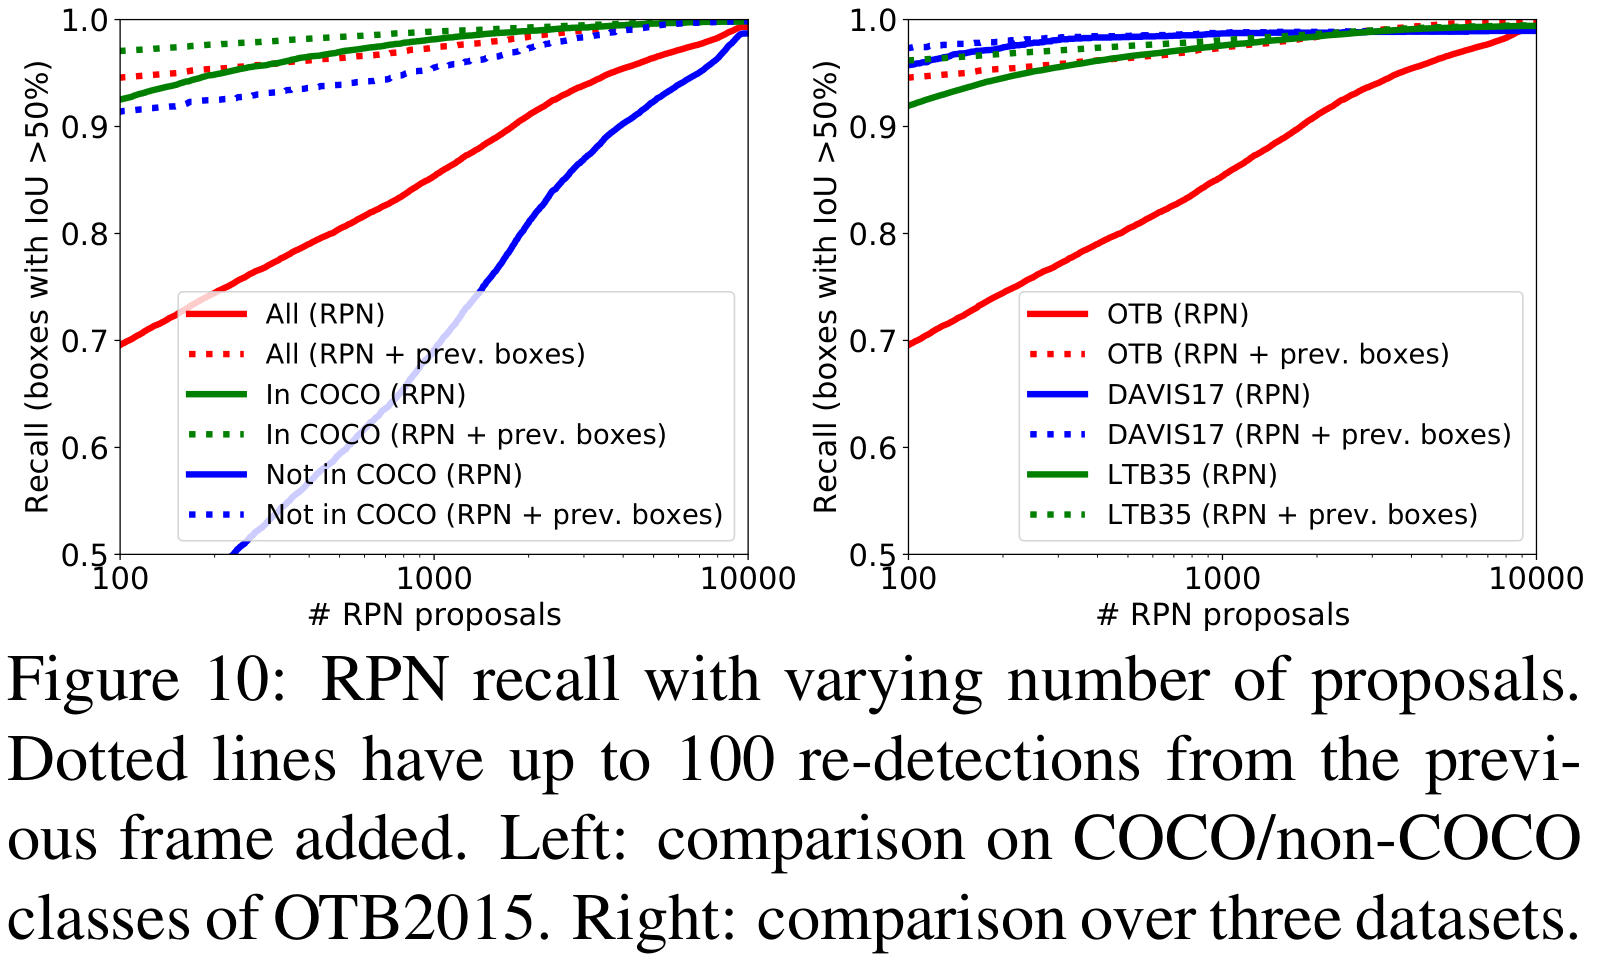 1.0
0.9
0.8
0.7
0.6
0.5
Recall (boxes with IoU >50%)
All (RPN)
All (RPN + prev. boxes)
In COCO (RPN)
In COCO (RPN + prev. boxes)
Not in COCO (RPN)
Not in COCO (RPN + prev. boxes)
100 1000 10000
# RPN proposals
1.0
0.9
0.8
0.7
0.6
0.5
Recall (boxes with IoU >50%)
OTB (RPN)
OTB (RPN + prev. boxes)
DAVIS17 (RPN)
DAVIS17 (RPN + prev. boxes)
LTB35 (RPN)
LTB35 (RPN + prev. boxes)
100 1000 10000
# RPN proposals
Figure 10: RPN recall with varying number of proposals.
Dotted lines have up to 100 re-detections from the previ-
ous frame added. Left: comparison on COCO/non-COCO
classes of OTB2015. Right: comparison over three datasets.